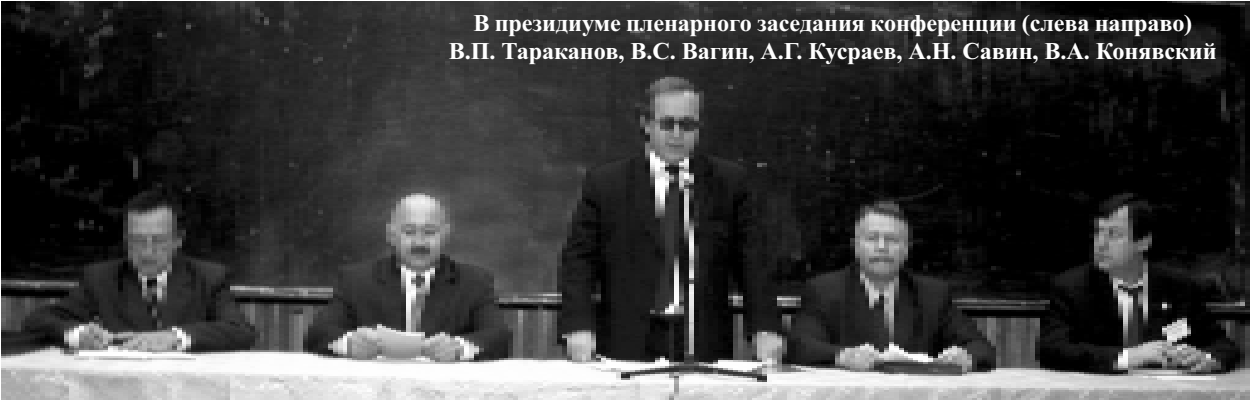 В президиуме пленарного заседания конференции (слева направо)
В.П. Тараканов, В.С. Вагин, А.Г. Кусраев, А.Н. Савин, В.А. Конявский